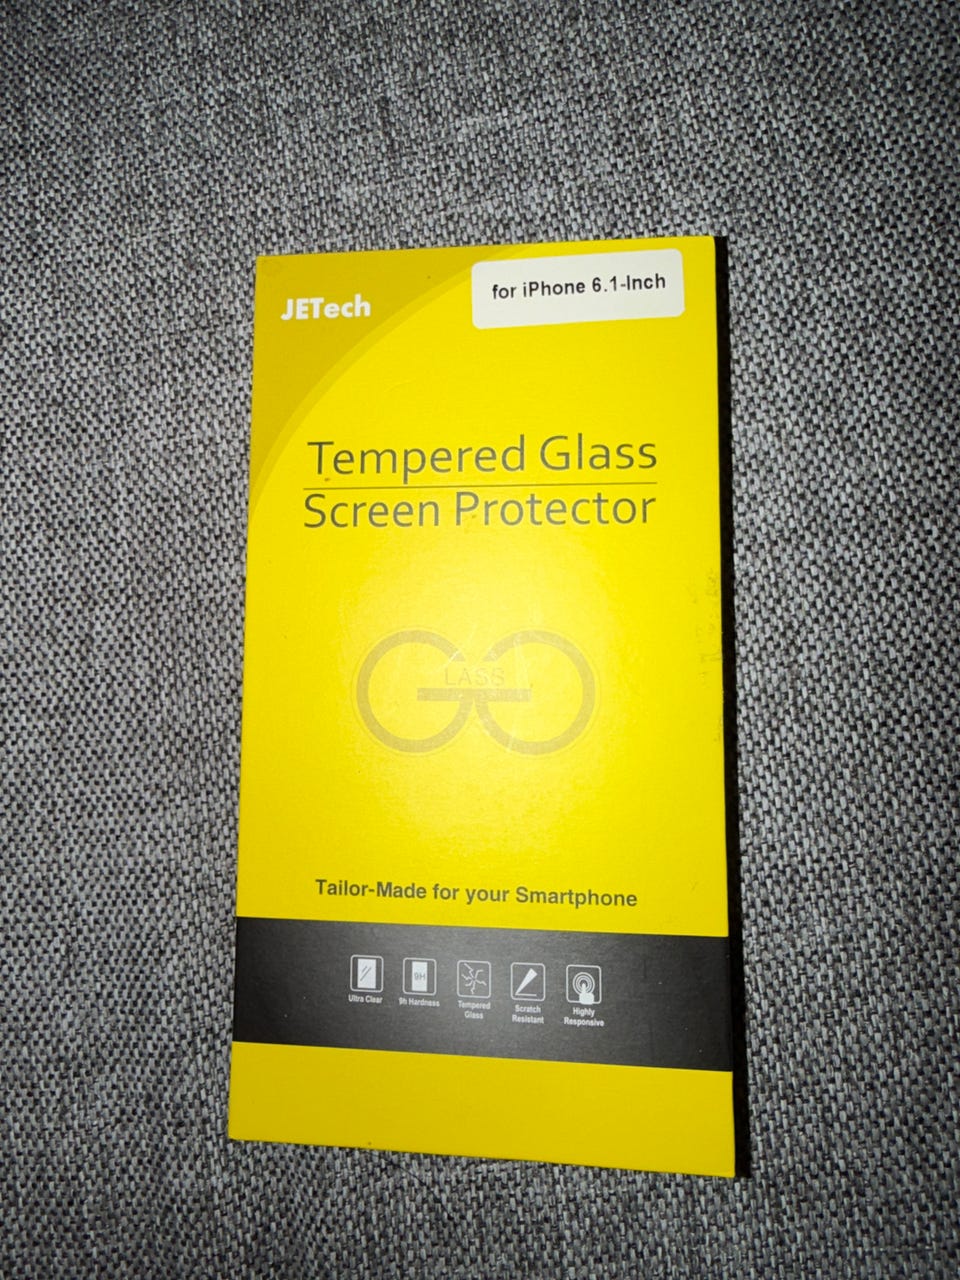 JETech
for iPhone 6.1-Inch
Tempered Glass
Screen Protector
LASS
Tailor-Made for your Smartphone
9H
Ultra Clear
9h Hardness
Tempered
Glass
Scratch
Resistant
Highly
Responsive